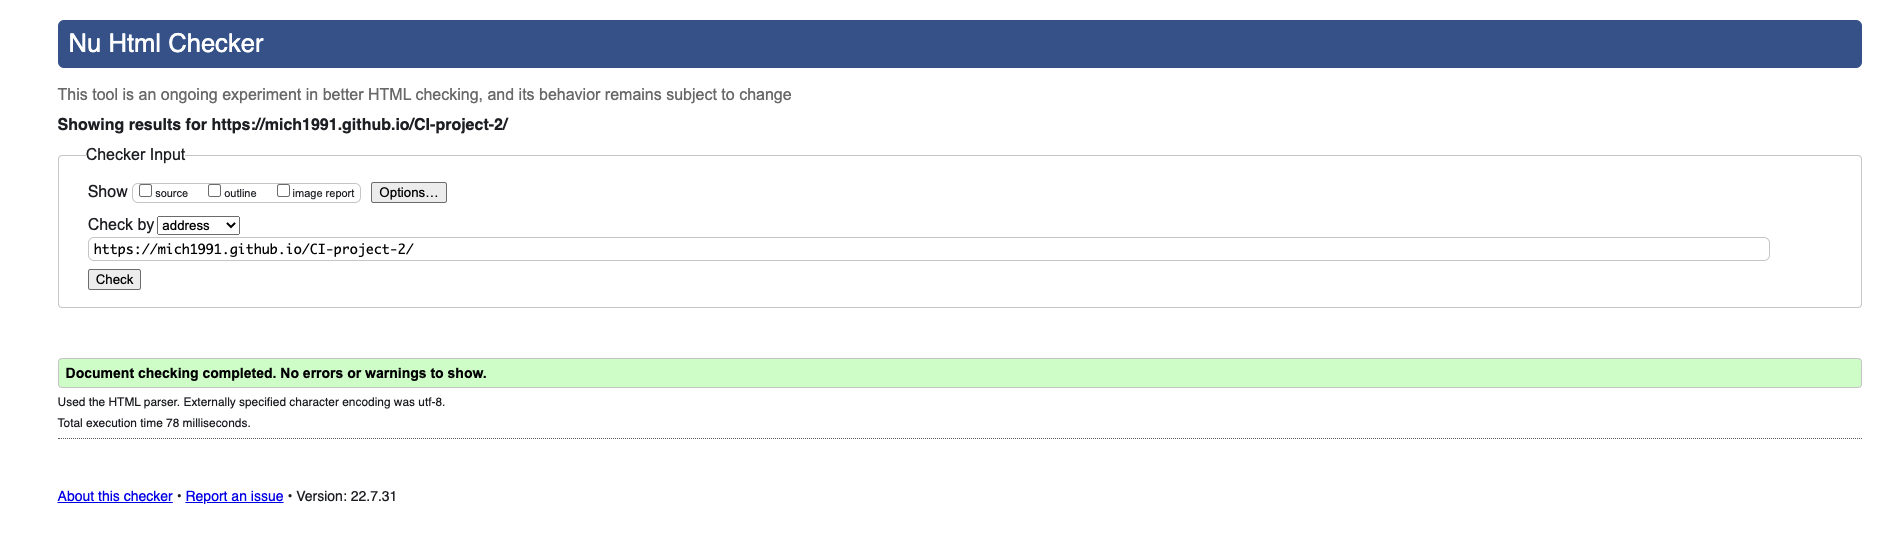 Nu Html Checker
This tool is an ongoing experiment in better HTML checking, and its behavior remains subject to change
Showing results for https://mich1991.github.io/CI-project-2/
Checker Input
Show source outline image report Options...
Check by address
https://mich1991.github.io/CI-project-2/
Check
Document checking completed. No errors or warnings to show.
Used the HTML parser. Externally specified character encoding was utf-8.
Total execution time 78 milliseconds.
About this checker • Report an issue • Version: 22.7.31